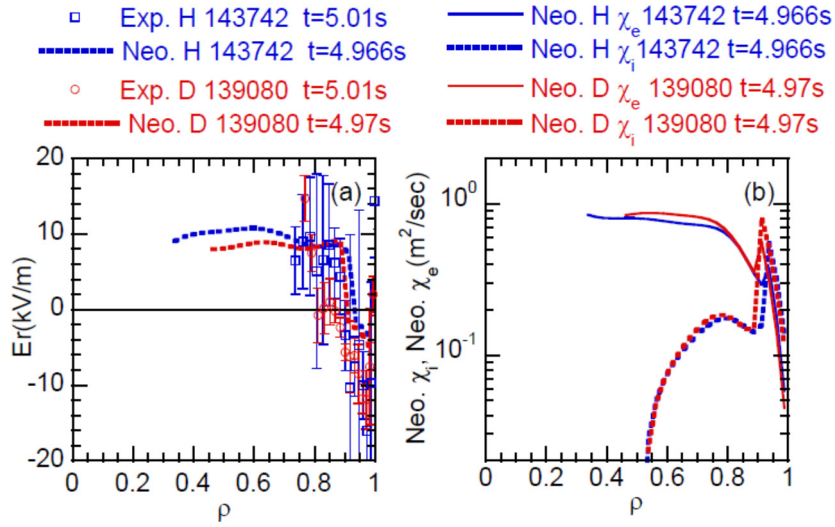 Exp. H 143742 t=5.01s
Neo. H 143742 t=4.966s
Exp. D 139080 t=5.01s
Neo. D 139080 t=4.97s
Neo. H χe 143742 t=4.966s
Neo. H χi 143742 t=4.966s
Neo. D χe 139080 t=4.97s
Neo. D χi 139080 t=4.97s
20
10
0
-10
-20
Er(kV/m)
(a)
0 0.2 0.4 0.6 0.8 1
ρ
10⁰
10⁻¹
Neo. χi, Neo. χe(m²/sec)
(b)
0 0.2 0.4 0.6 0.8 1
ρ